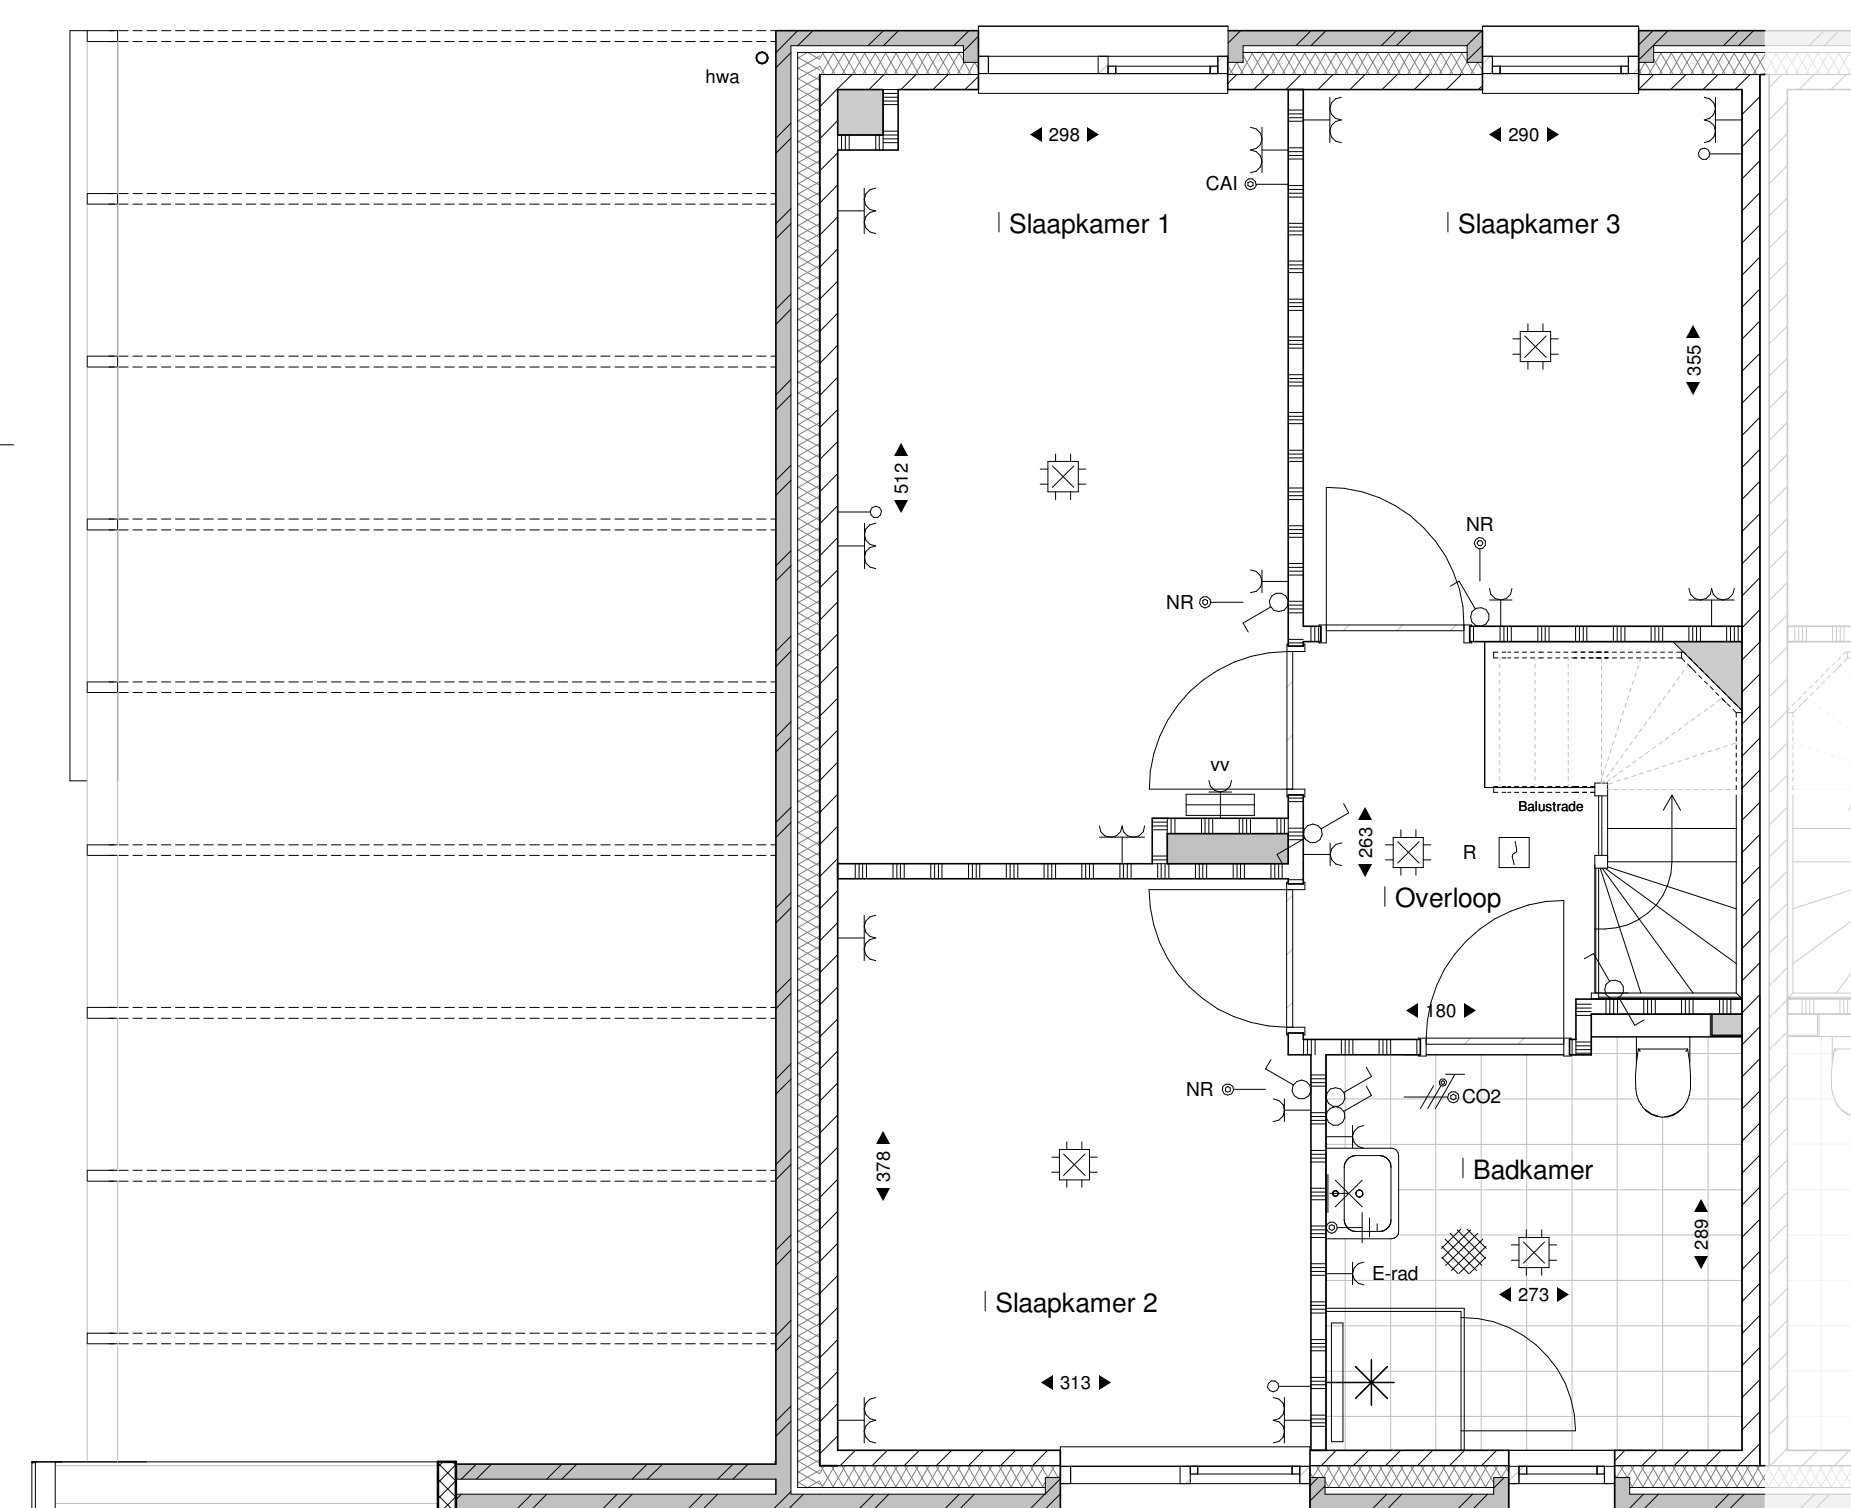 hwa
298
290
CAI
Slaapkamer 1
Slaapkamer 3
355
512
NR
NR
vv
Balustrade
263
R
Overloop
180
NR
CO2
378
Badkamer
289
E-rad
273
Slaapkamer 2
313